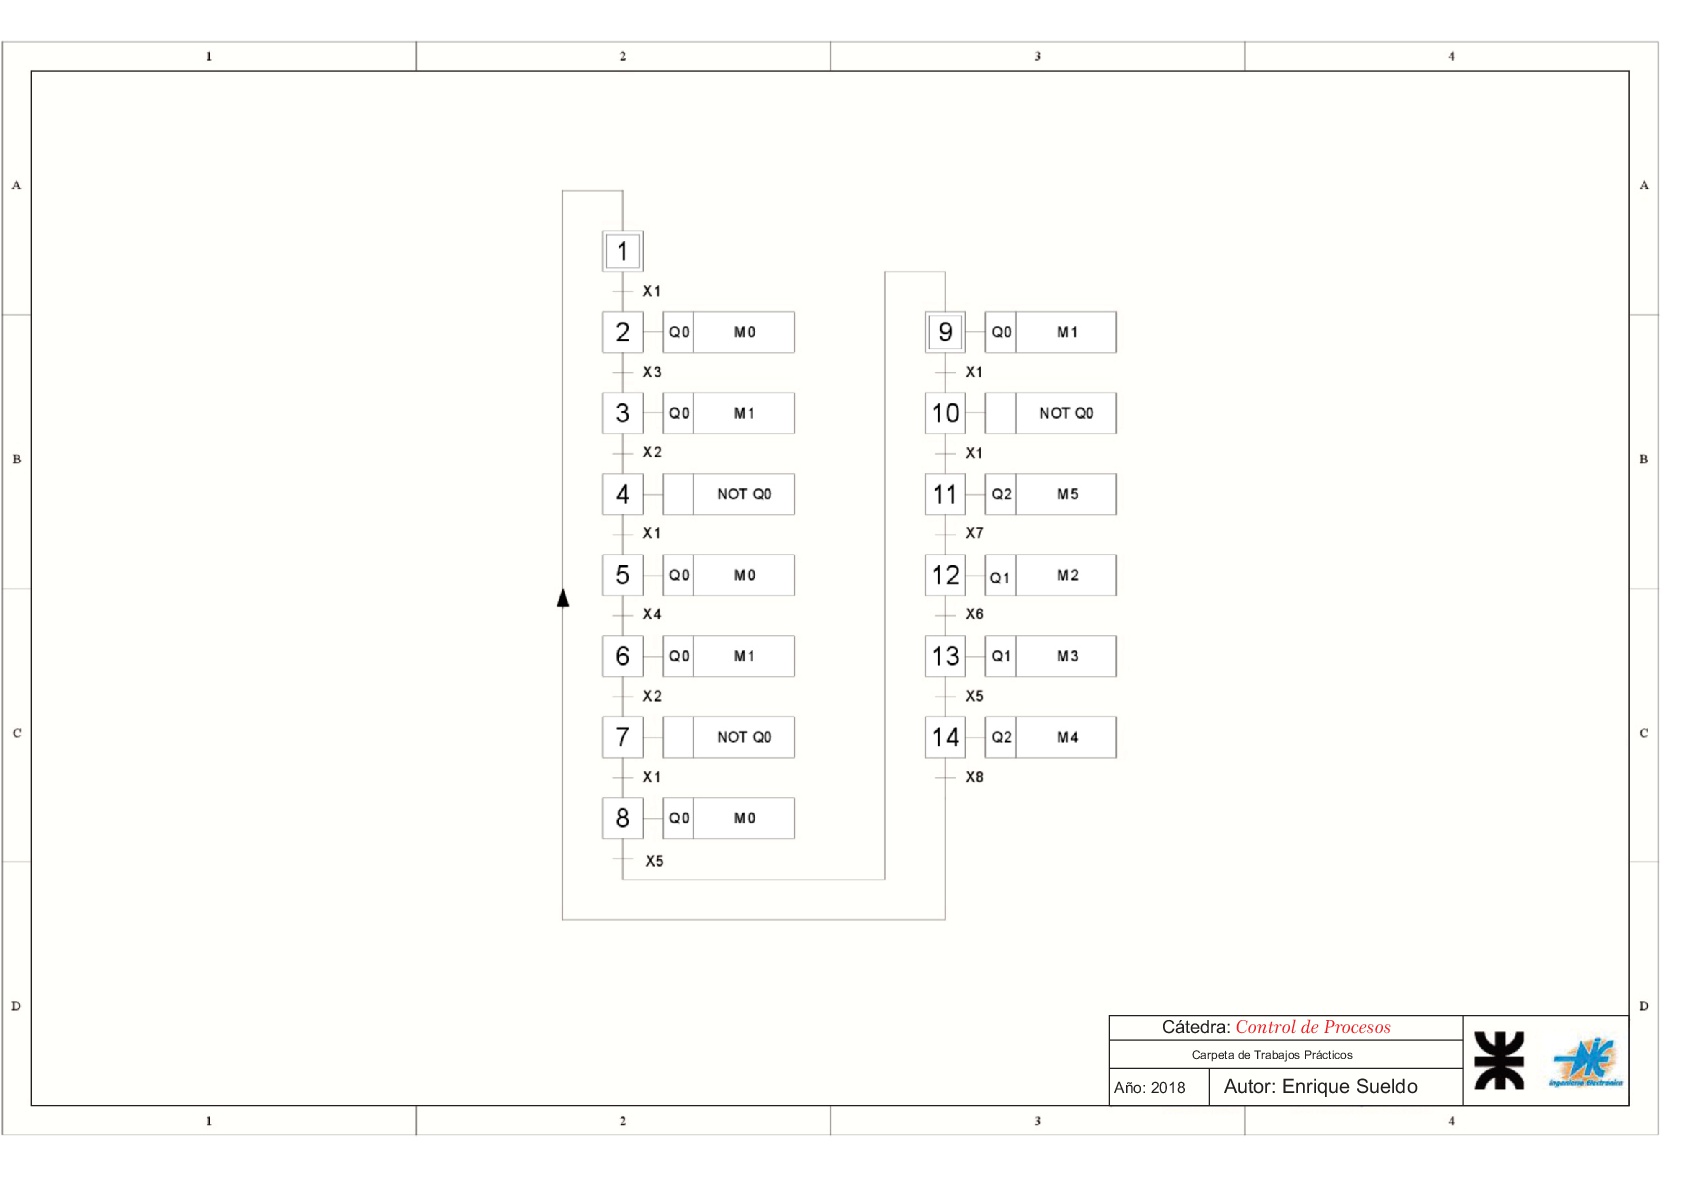 1 2 3 4
A A
1
X1
2 Q0 M0
X3
3 Q0 M1
X2
4 NOT Q0
X1
5 Q0 M0
X4
6 Q0 M1
X2
7 NOT Q0
X1
8 Q0 M0
X5
9 Q0 M1
X1
10 NOT Q0
X1
11 Q2 M5
X7
12 Q1 M2
X6
13 Q1 M3
X5
14 Q2 M4
X8
B B
C C
D D
Cátedra: Control de Procesos
Carpeta de Trabajos Prácticos
Año: 2018 Autor: Enrique Sueldo
Ingeniería Electrónica
1 2 3 4